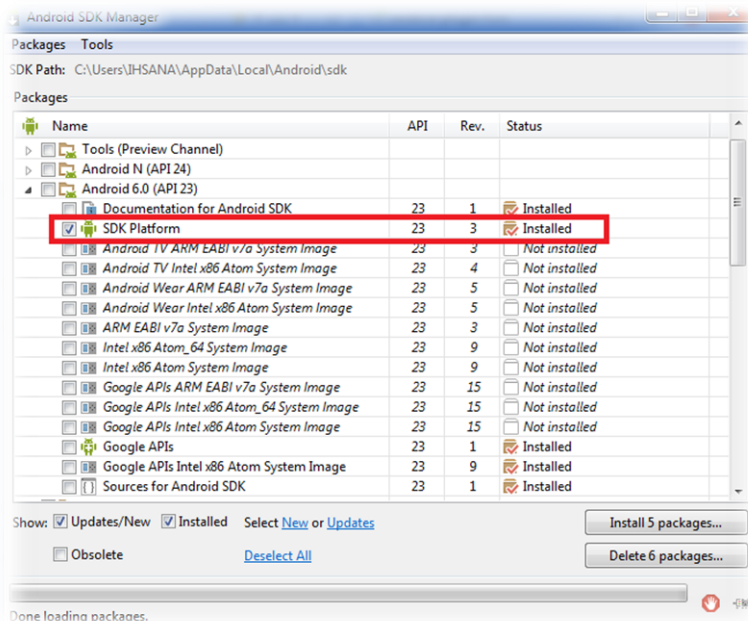 Android SDK Manager
Packages Tools
SDK Path: C:\Users\IHSANA\AppData\Local\Android\sdk
Packages
Name API Rev. Status
Tools (Preview Channel)
Android N (API 24)
Android 6.0 (API 23)
Documentation for Android SDK 23 1 Installed
SDK Platform 23 3 Installed
Android TV ARM EABI v7a System Image 23 3 Not installed
Android TV Intel x86 Atom System Image 23 4 Not installed
Android Wear ARM EABI v7a System Image 23 5 Not installed
Android Wear Intel x86 Atom System Image 23 5 Not installed
ARM EABI v7a System Image 23 3 Not installed
Intel x86 Atom_64 System Image 23 9 Not installed
Intel x86 Atom System Image 23 9 Not installed
Google APIs ARM EABI v7a System Image 23 15 Not installed
Google APIs Intel x86 Atom_64 System Image 23 15 Not installed
Google APIs Intel x86 Atom System Image 23 15 Not installed
Google APIs 23 1 Installed
Google APIs Intel x86 Atom System Image 23 9 Installed
Sources for Android SDK 23 1 Installed
Show: Updates/New Installed Select New or Updates Install 5 packages...
Obsolete Deselect All Delete 6 packages...
Done loading packages.